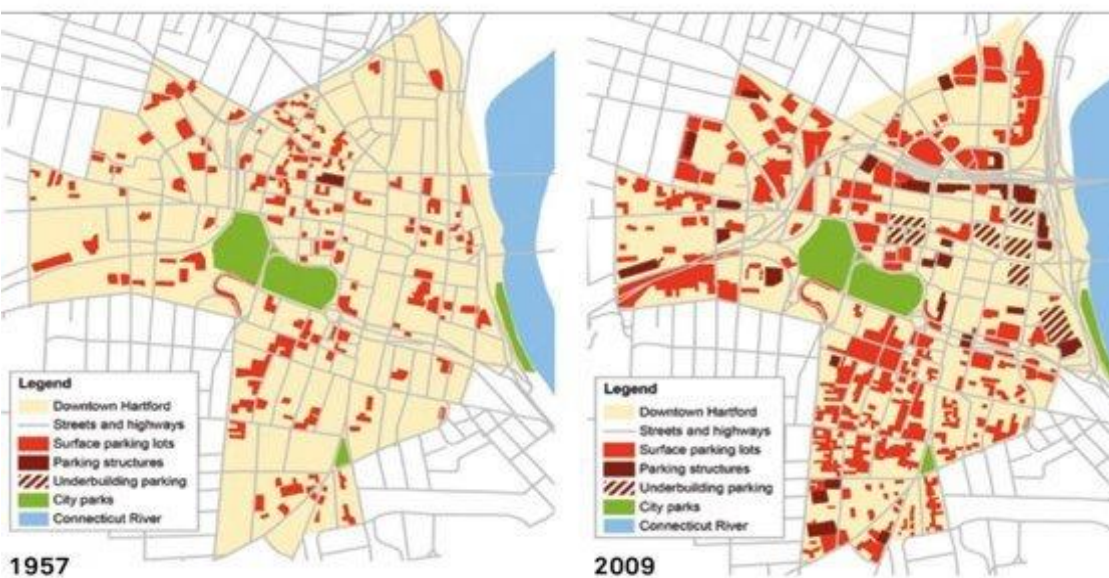 Legend
Downtown Hartford
Streets and highways
Surface parking lots
Parking structures
Underbuilding parking
City parks
Connecticut River
1957
Legend
Downtown Hartford
Streets and highways
Surface parking lots
Parking structures
Underbuilding parking
City parks
Connecticut River
2009